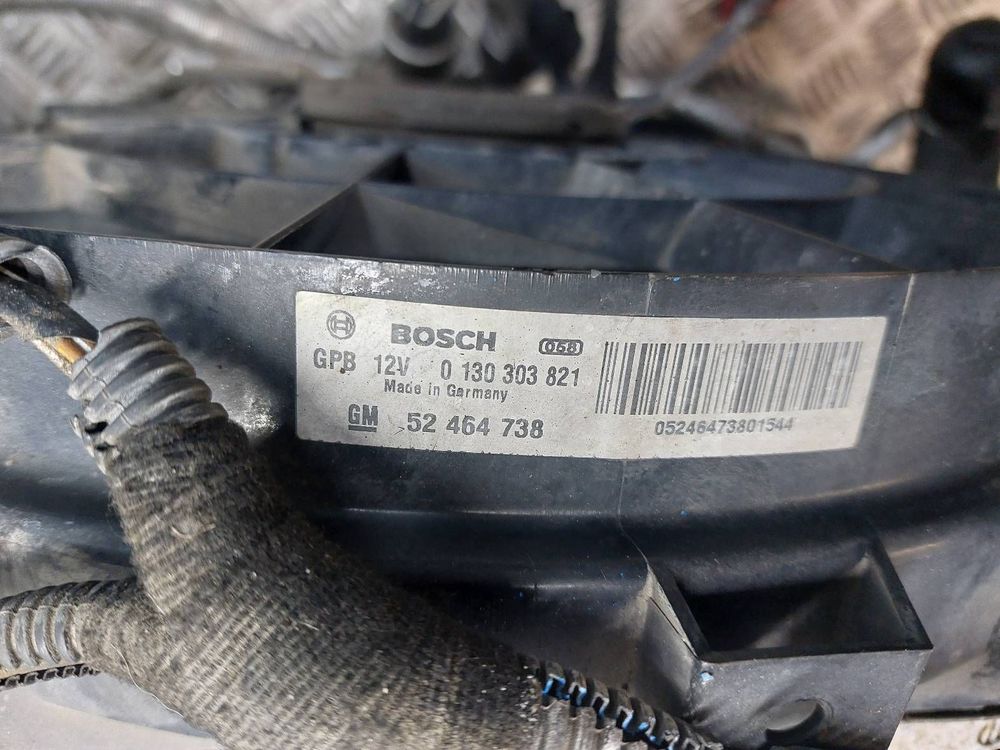 BOSCH 058
GPB 12V 0 130 303 821
Made in Germany
GM 52 464 738
05246473801544